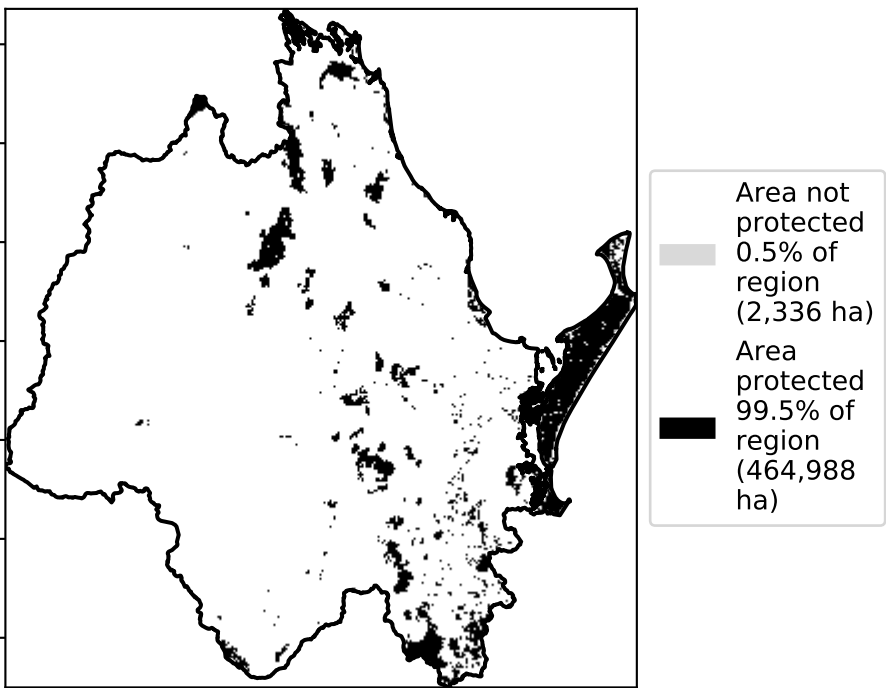 Area not
protected
0.5% of
region
(2,336 ha)
Area
protected
99.5% of
region
(464,988
ha)